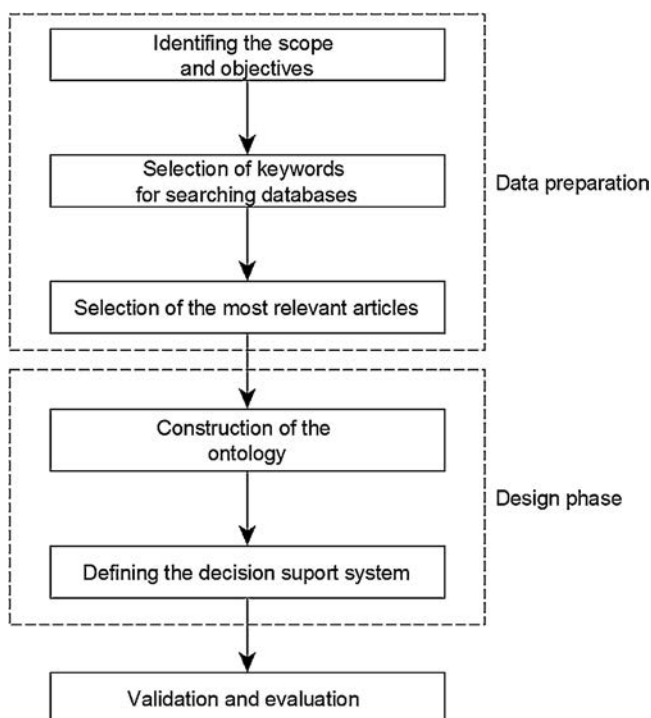 Identifing the scope
and objectives
Selection of keywords
for searching databases
Data preparation
Selection of the most relevant articles
Construction of the
ontology
Design phase
Defining the decision suport system
Validation and evaluation